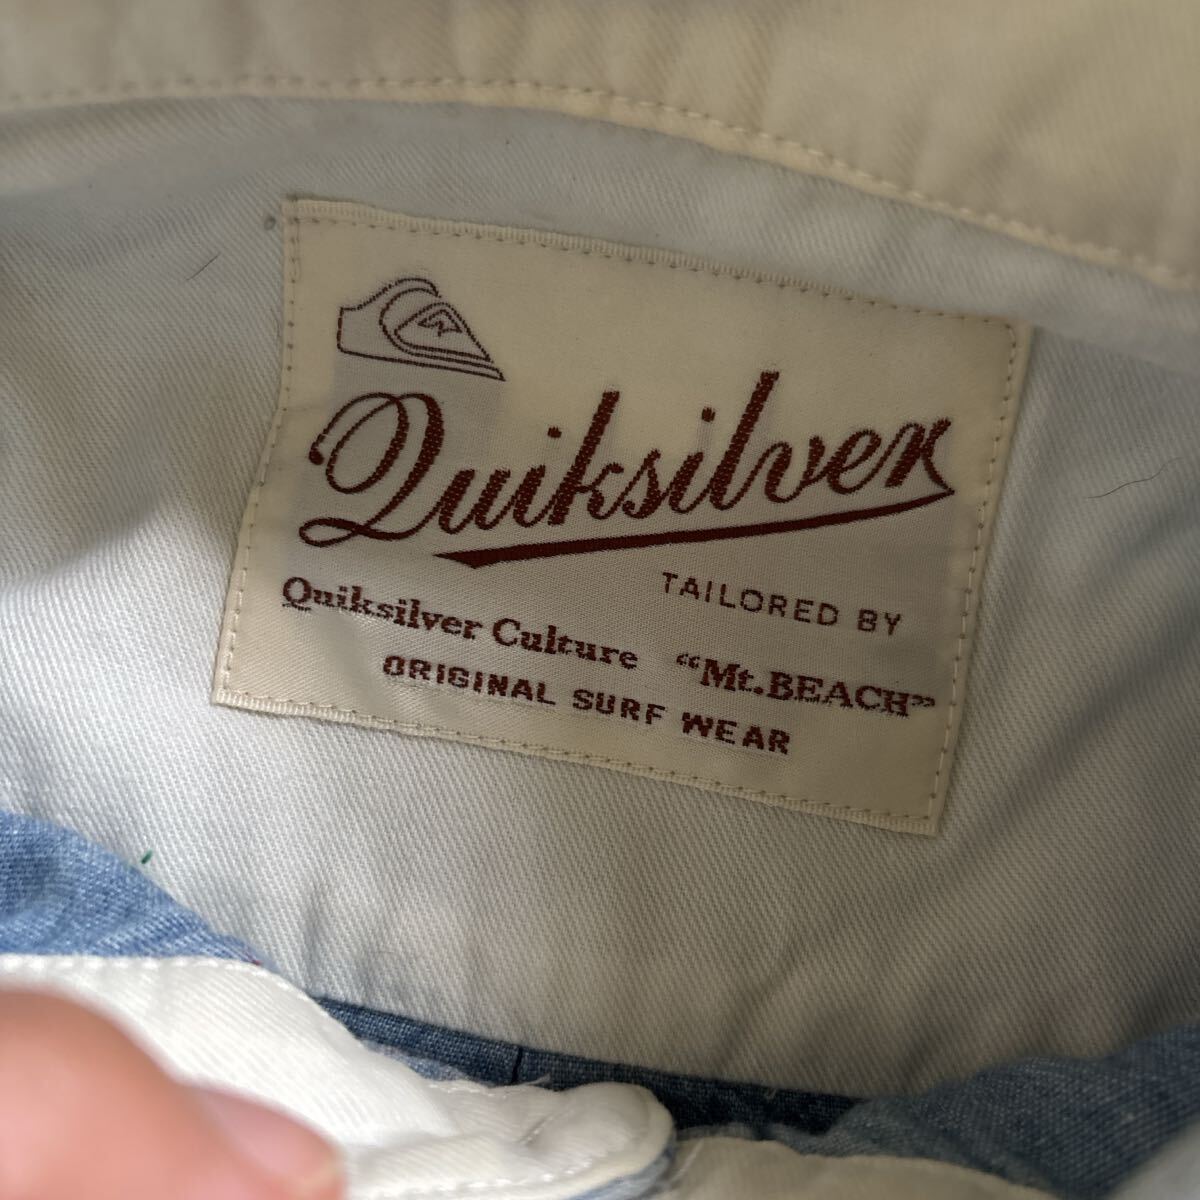 Quiksilver
TAILORED BY
Quiksilver Culture “Mt.BEACH”
ORIGINAL SURF WEAR